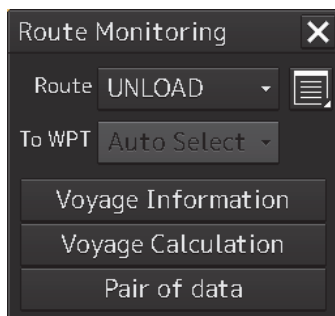 Route Monitoring
Route UNLOAD
To WPT Auto Select
Voyage Information
Voyage Calculation
Pair of data